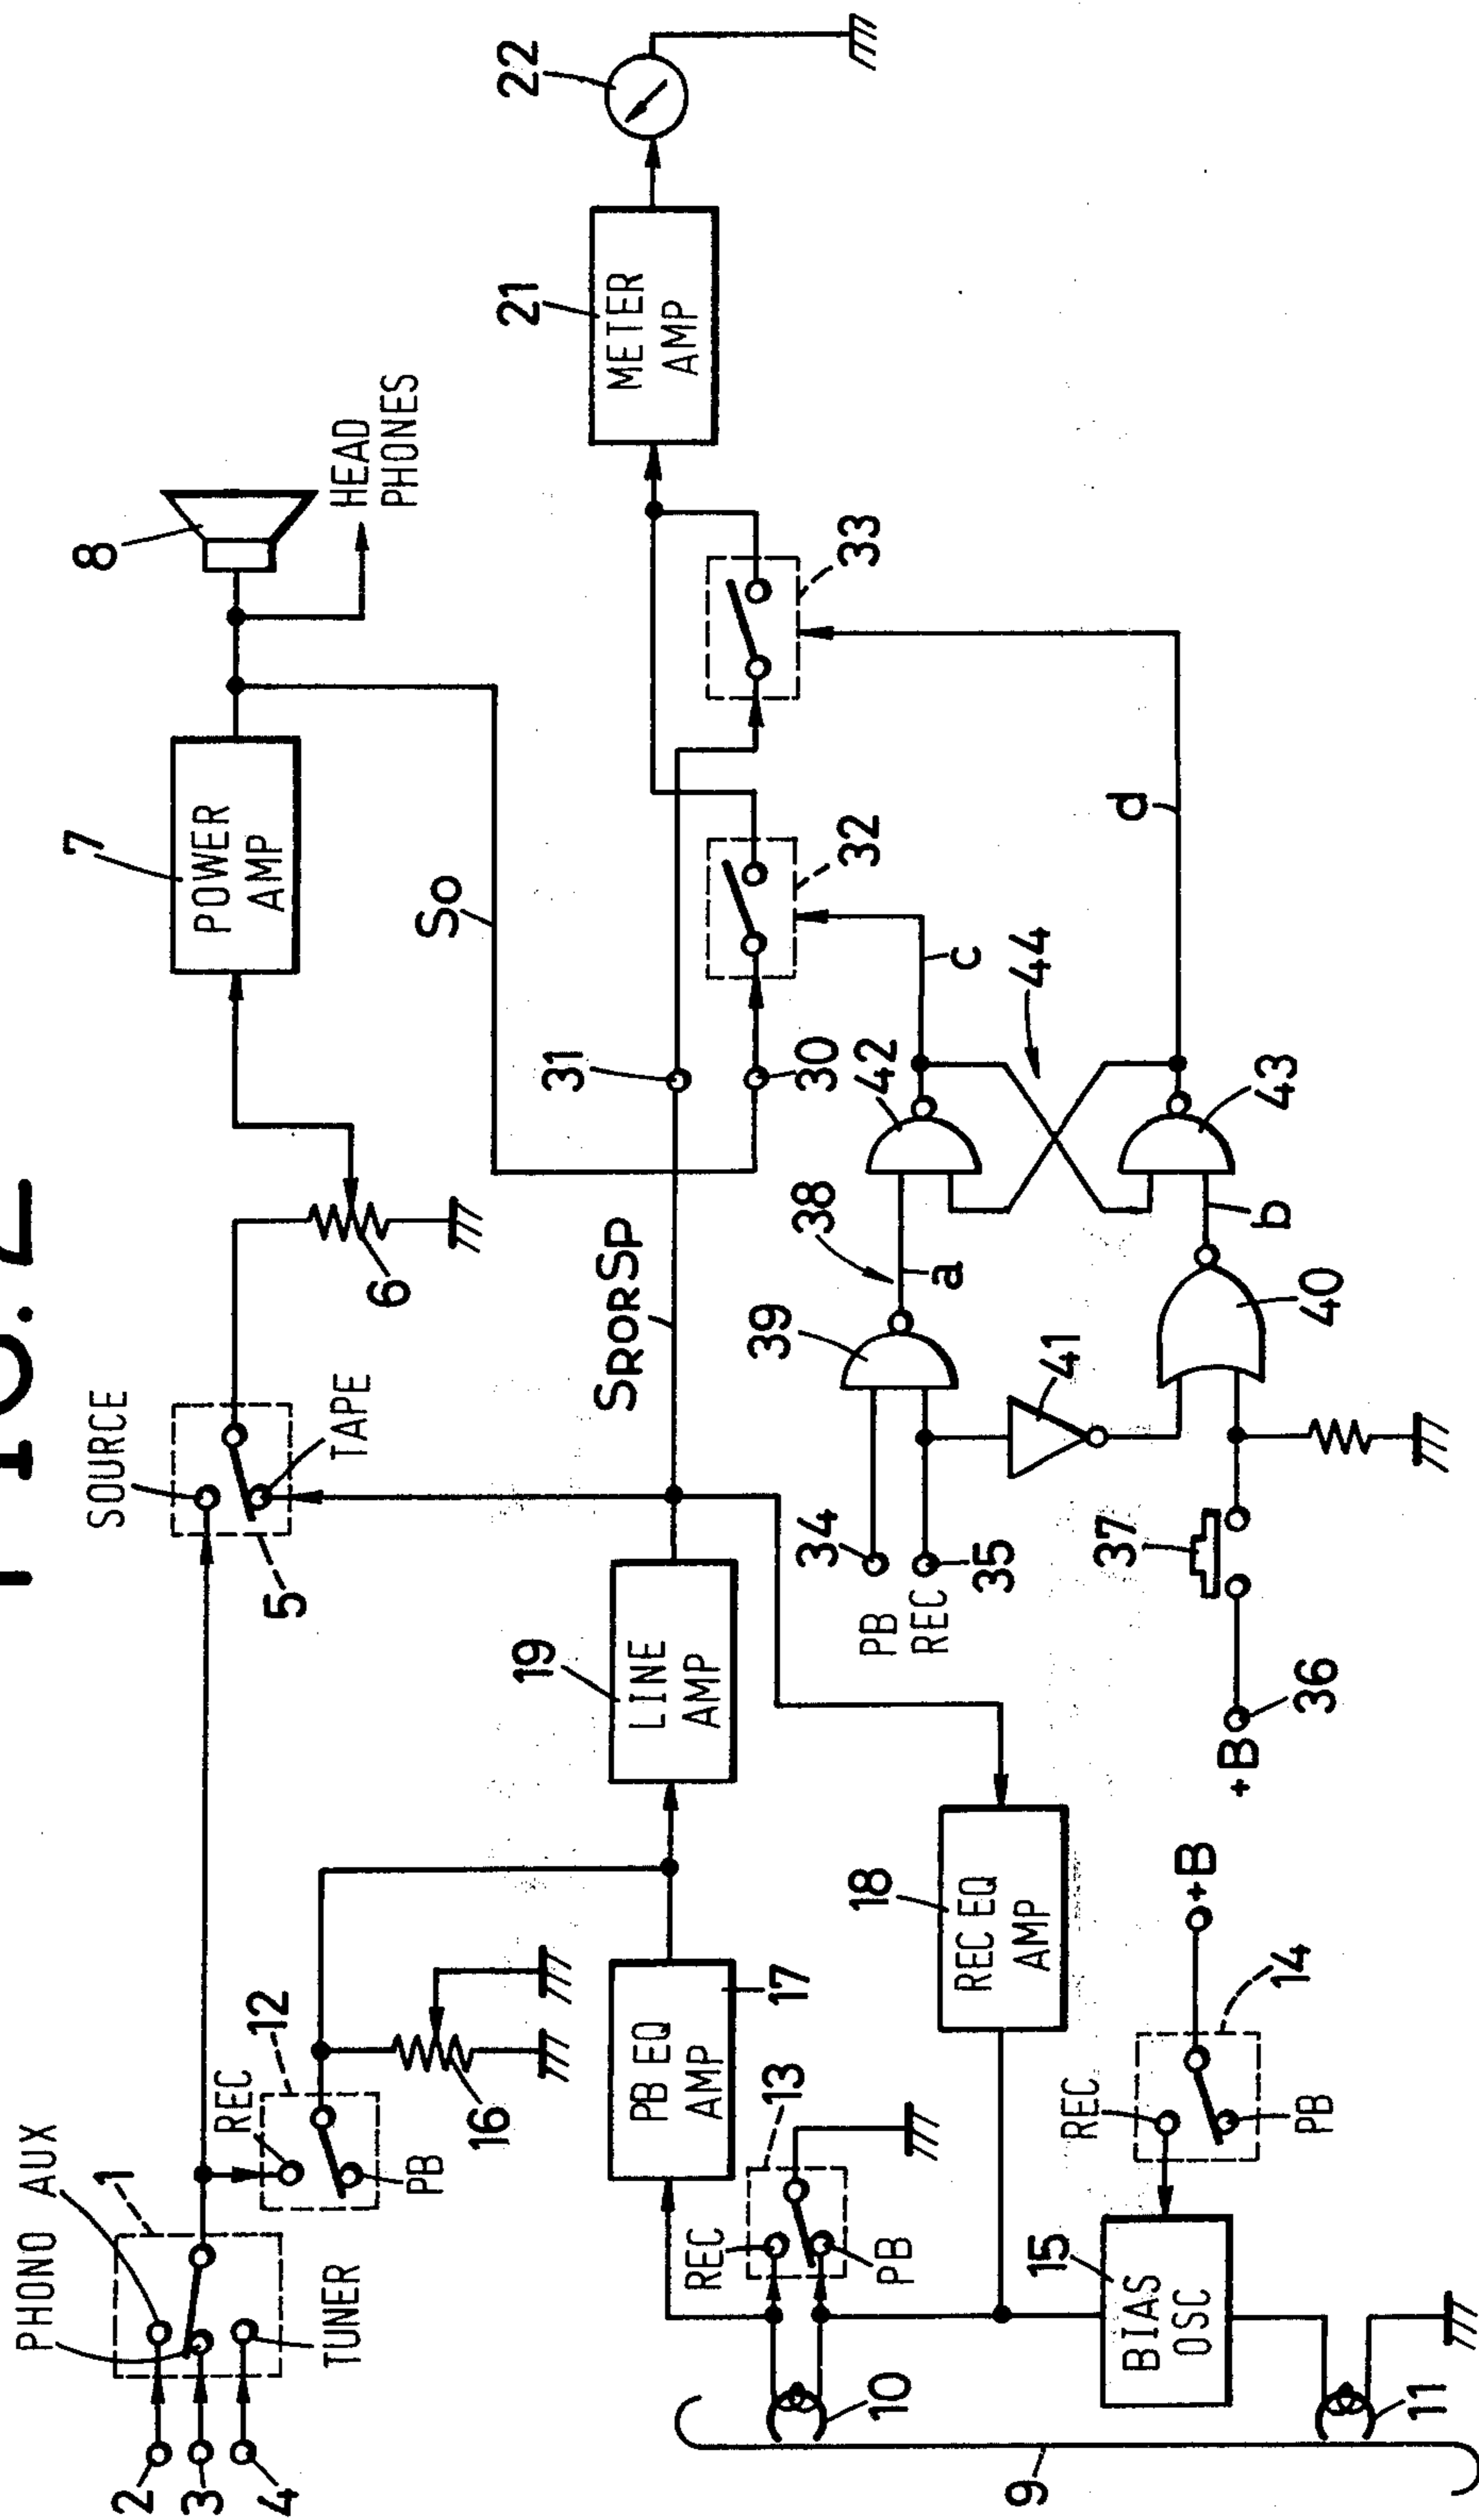 PHONO
AUX
1
2
3
4
TUNER
REC
12
PB
16
SOURCE
5
TAPE
6
7
POWER
AMP
8
HEAD
PHONES
SO
PB EQ
AMP
17
19
LINE
AMP
SRORSP
31
30
32
33
21
METER
AMP
22
REC
13
PB
10
9
11
15
BIAS
OSC
18
REC EQ
AMP
REC
14
PB
+B
34
PB
REC
35
39
38
a
42
c
44
41
37
36
+B
40
b
43
d